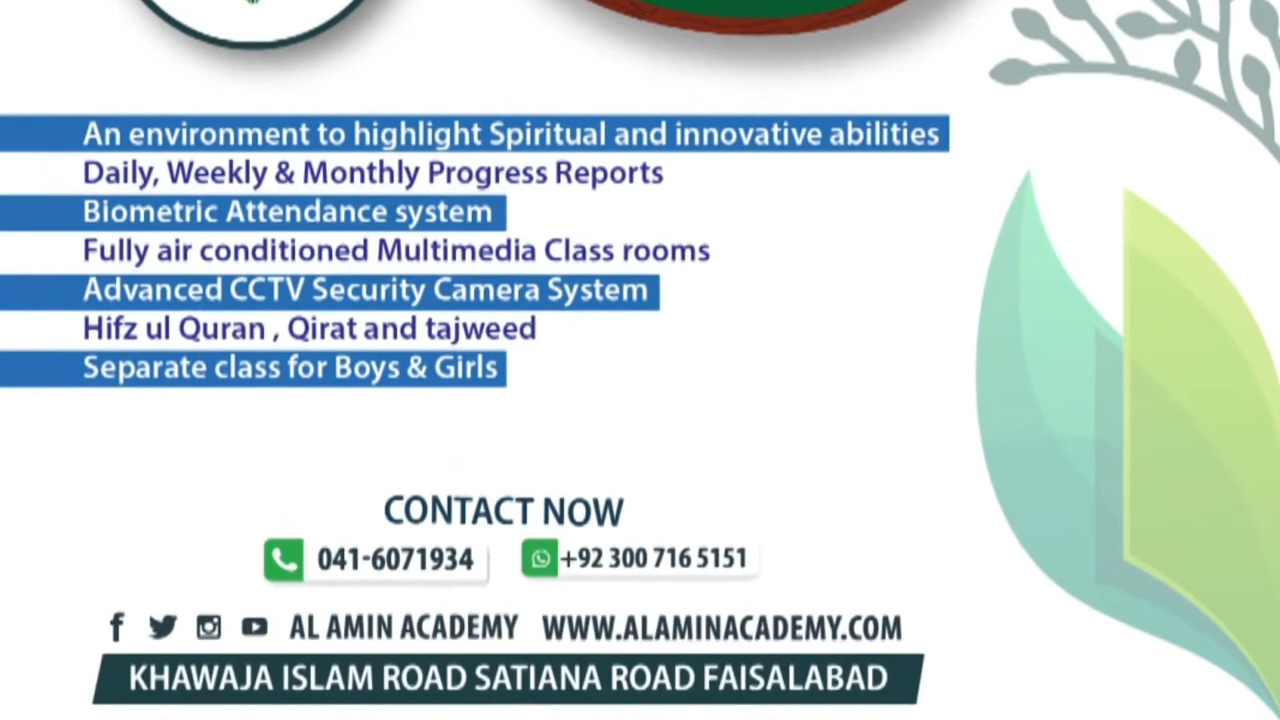 An environment to highlight Spiritual and innovative abilities
Daily, Weekly & Monthly Progress Reports
Biometric Attendance system
Fully air conditioned Multimedia Class rooms
Advanced CCTV Security Camera System
Hifz ul Quran , Qirat and tajweed
Separate class for Boys & Girls
CONTACT NOW
041-6071934 +92 300 716 5151
AL AMIN ACADEMY WWW.ALAMINACADEMY.COM
KHAWAJA ISLAM ROAD SATIANA ROAD FAISALABAD